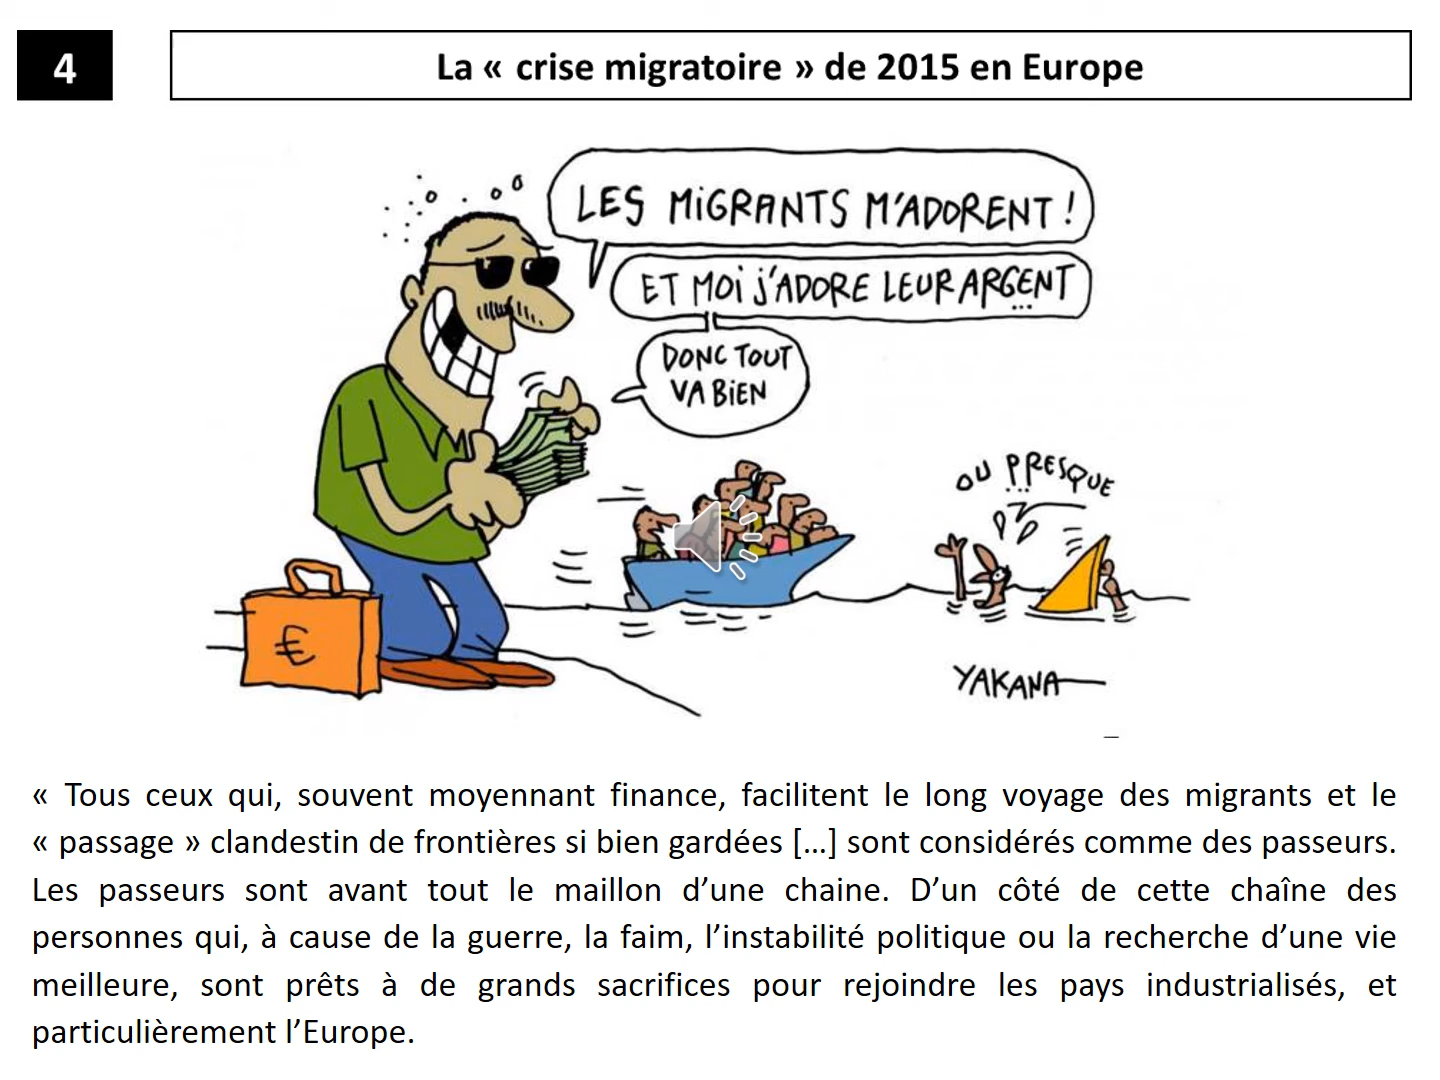 4
La « crise migratoire » de 2015 en Europe
LES MiGRANTS M'ADORENT !
ET MOi J'ADORE LEUR ARGENT
...
DONC TOUT
VA BiEN
OU PRESQUE
...
€
YAKANA
« Tous ceux qui, souvent moyennant finance, facilitent le long voyage des migrants et le
« passage » clandestin de frontières si bien gardées [...] sont considérés comme des passeurs.
Les passeurs sont avant tout le maillon d’une chaine. D’un côté de cette chaîne des
personnes qui, à cause de la guerre, la faim, l’instabilité politique ou la recherche d’une vie
meilleure, sont prêts à de grands sacrifices pour rejoindre les pays industrialisés, et
particulièrement l’Europe.